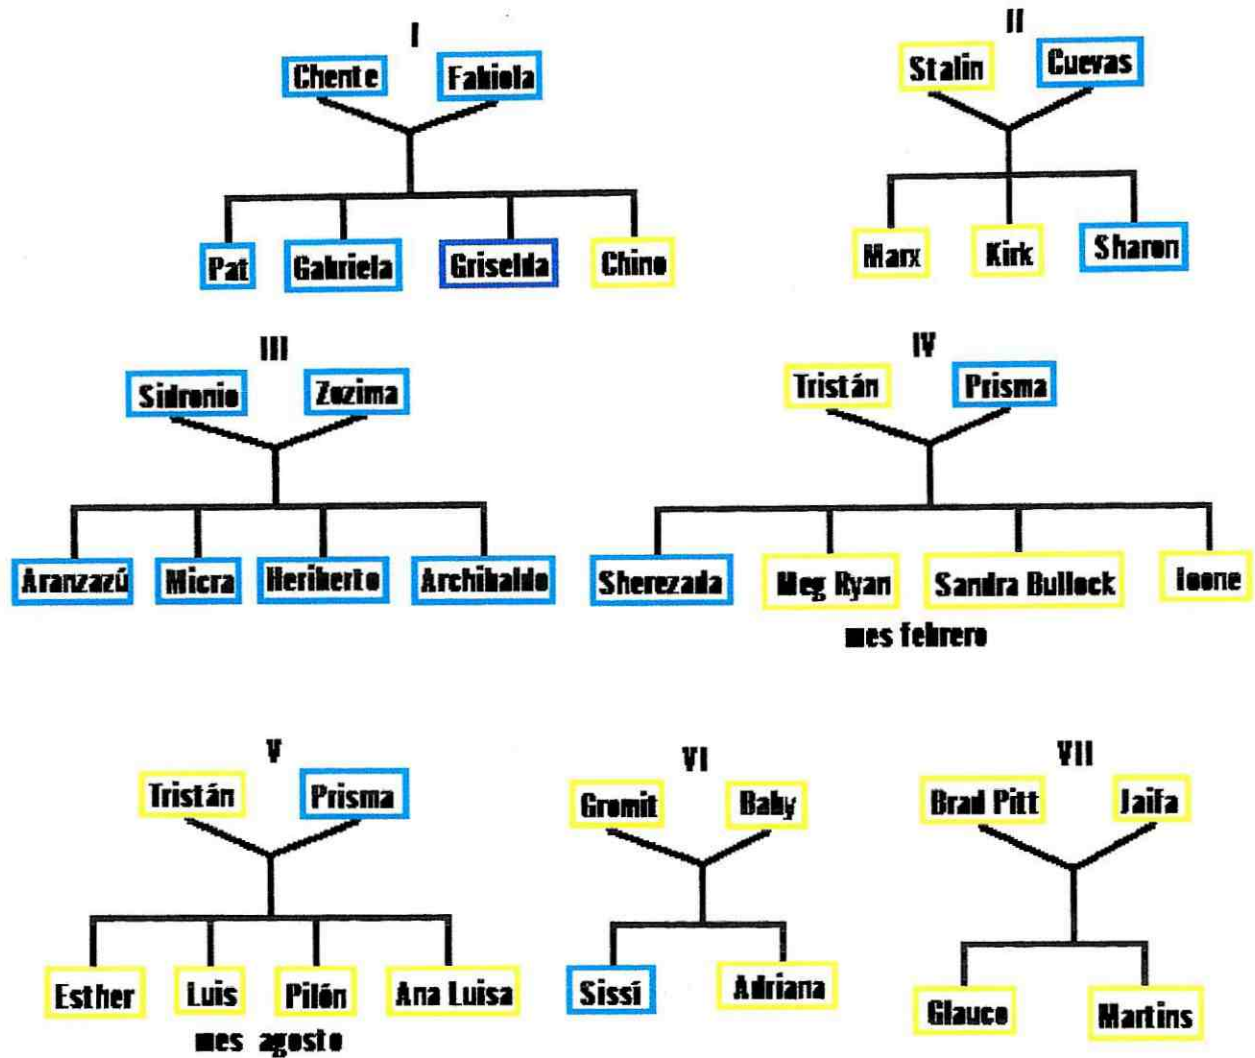 I
Chente Fabiola
Pat Gabriela Griselda Chino
II
Stalin Cuevas
Marx Kirk Sharon
III
Sidronio Zozima
Aranzazú Micra Heriberto Archibaldo
IV
Tristán Prisma
Sherezada Meg Ryan Sandra Bullock Ioone
mes febrero
V
Tristán Prisma
Esther Luis Pilón Ana Luisa
mes agosto
VI
Gromit Baby
Sissí Adriana
VII
Brad Pitt Jaifa
Glauco Martins